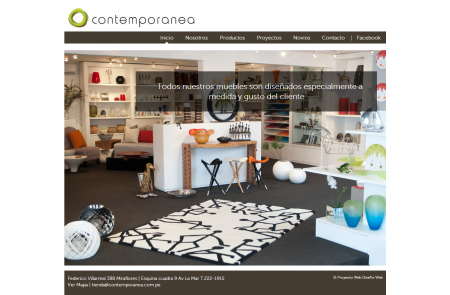 contemporanea
Inicio Nosotros Productos Proyectos Novios Contacto | Facebook
Todos nuestros muebles son diseñados especialmente a
medida y gusto del cliente
Federico Villarreal 388 Miraflores | Esquina cuadra 9 Av La Mar T.222-1915
Ver Mapa | tienda@contemporanea.com.pe
© Proyecto Web Diseño Web